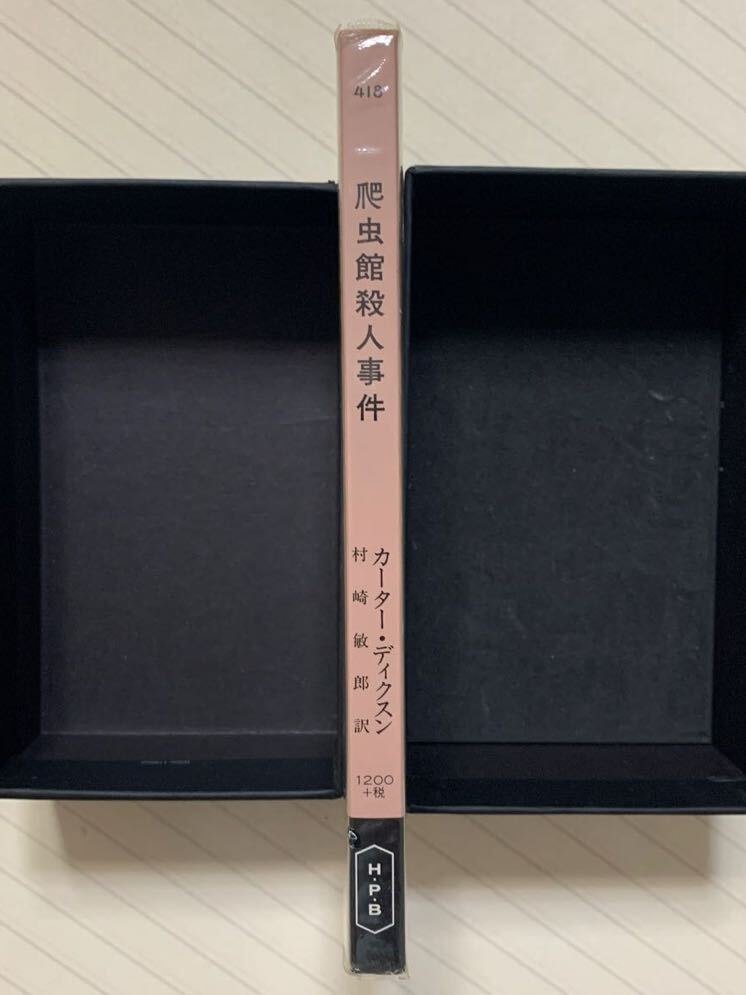 418
爬虫館殺人事件
カーター・ディクスン
村崎敏郎訳
1200
+税
H·P·B